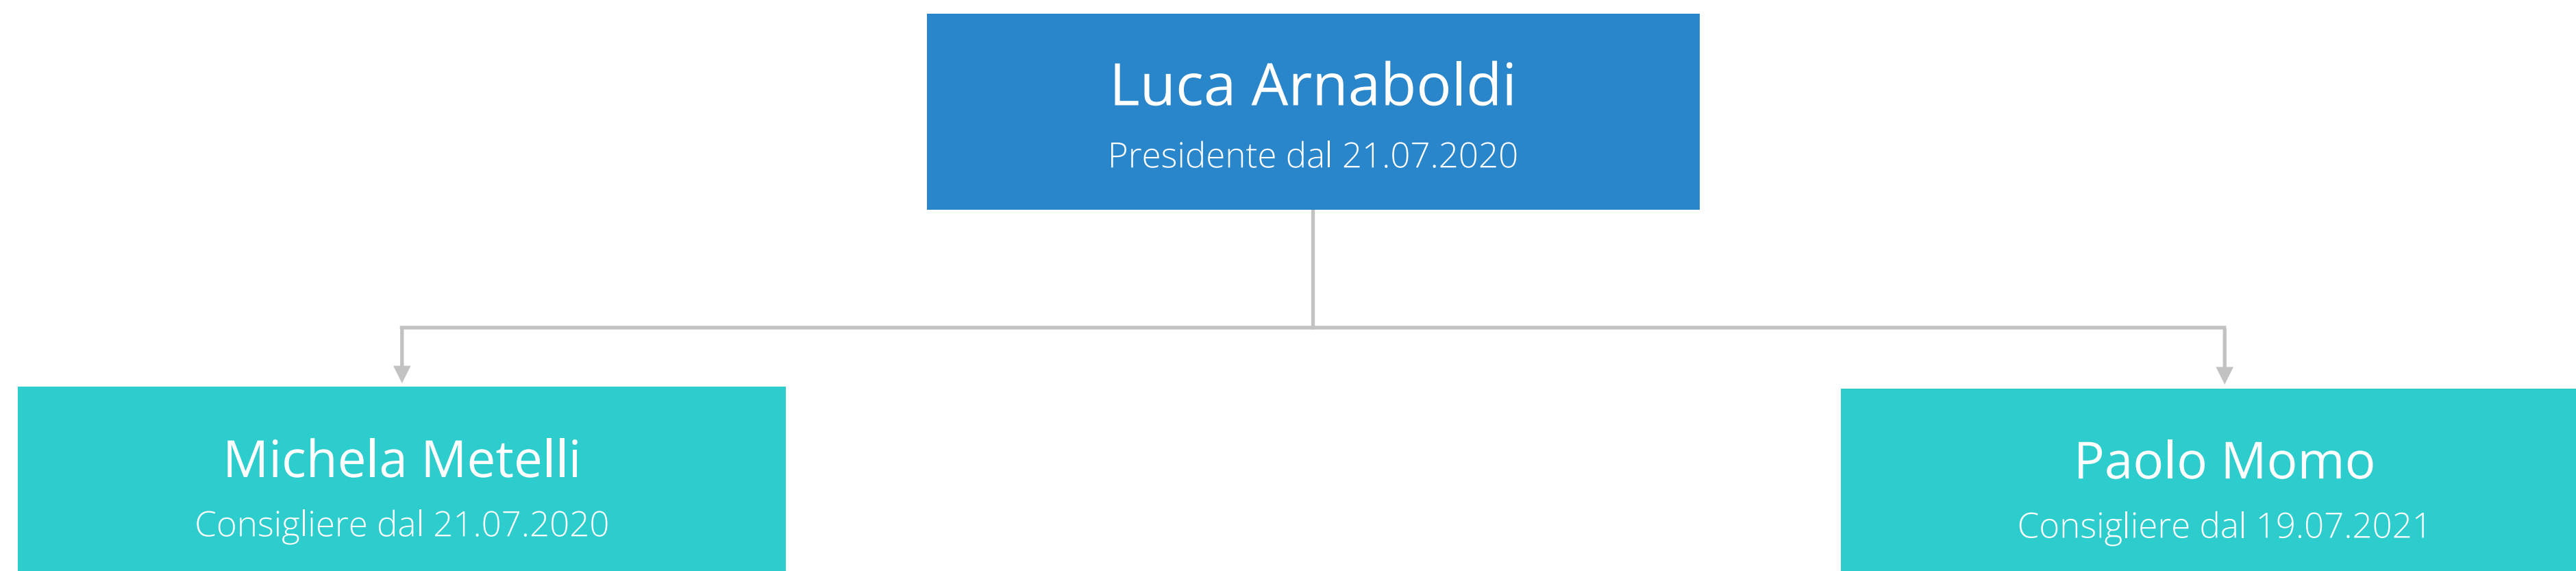 Luca Arnaboldi
Presidente dal 21.07.2020
Michela Metelli
Consigliere dal 21.07.2020
Paolo Momo
Consigliere dal 19.07.2021